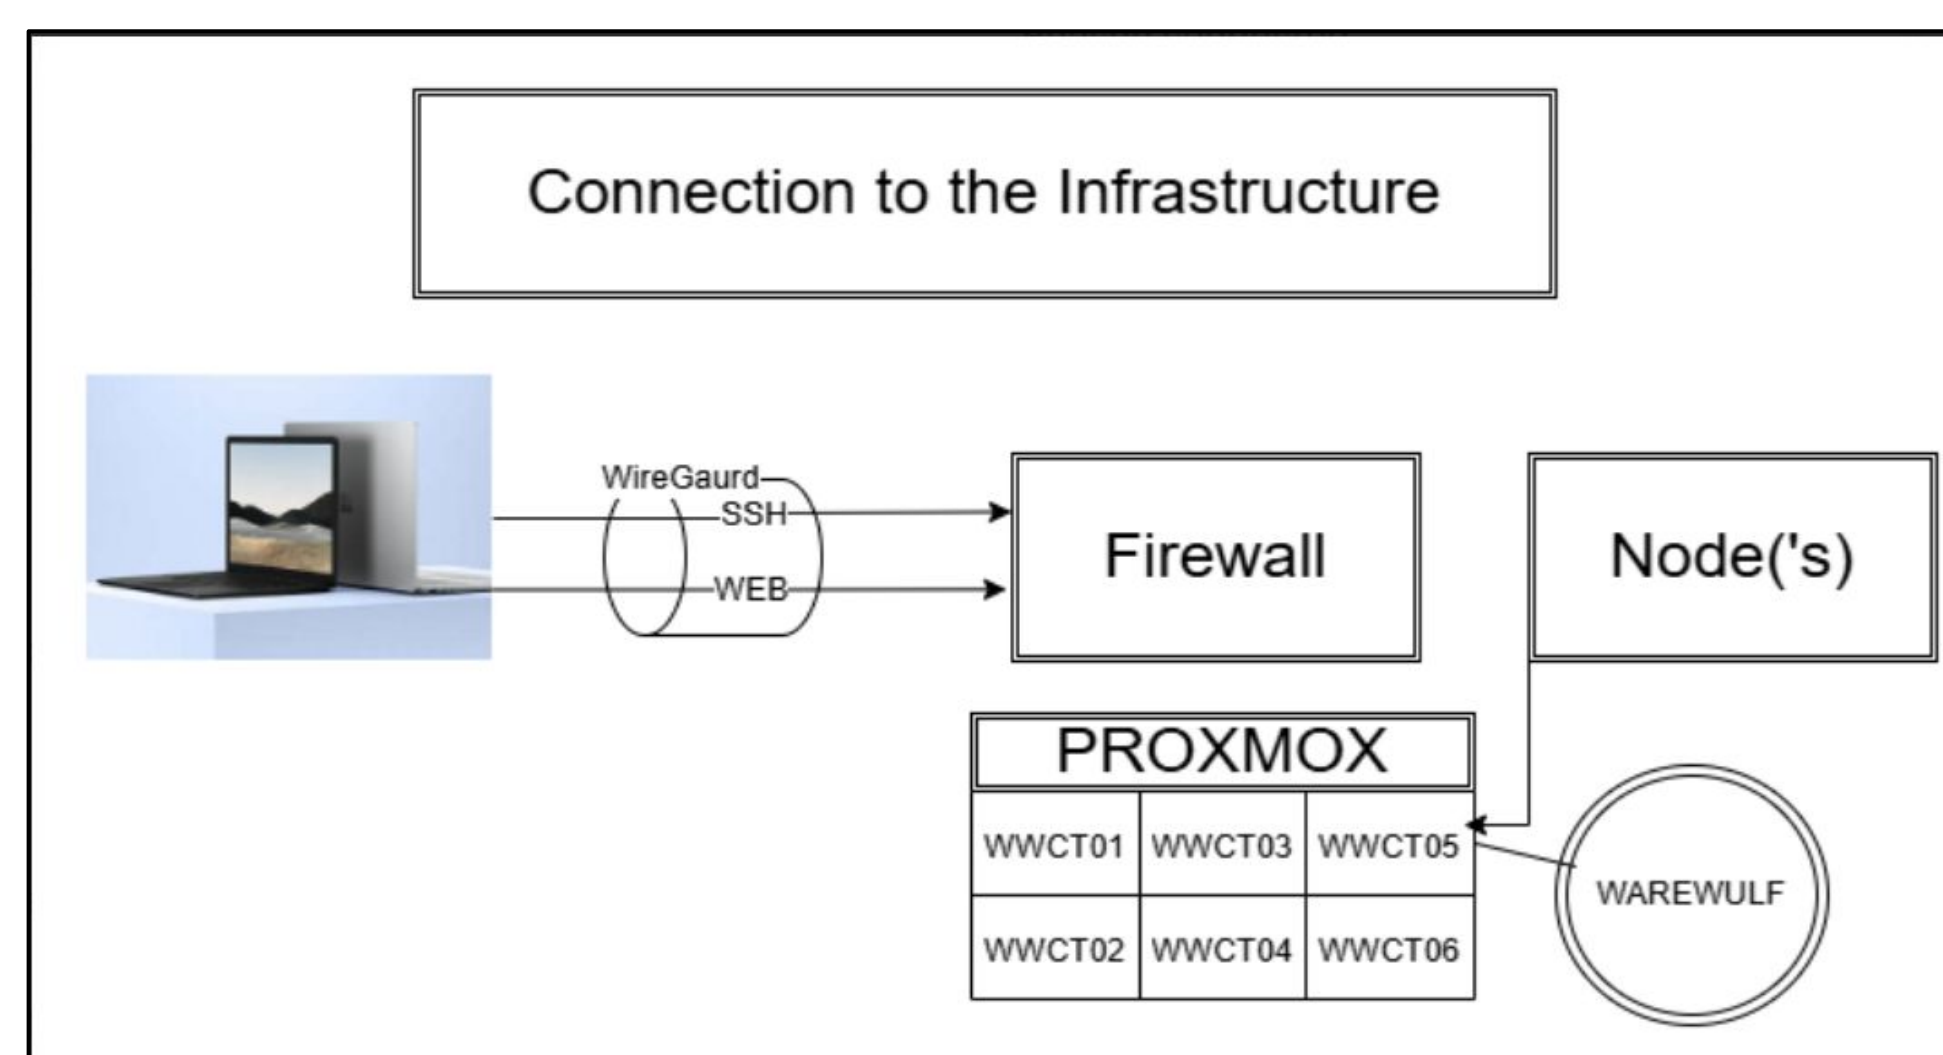 Connection to the Infrastructure
WireGaurd
SSH
WEB
Firewall
Node('s)
PROXMOX
WWCT01 WWCT03 WWCT05
WAREWULF
WWCT02 WWCT04 WWCT06